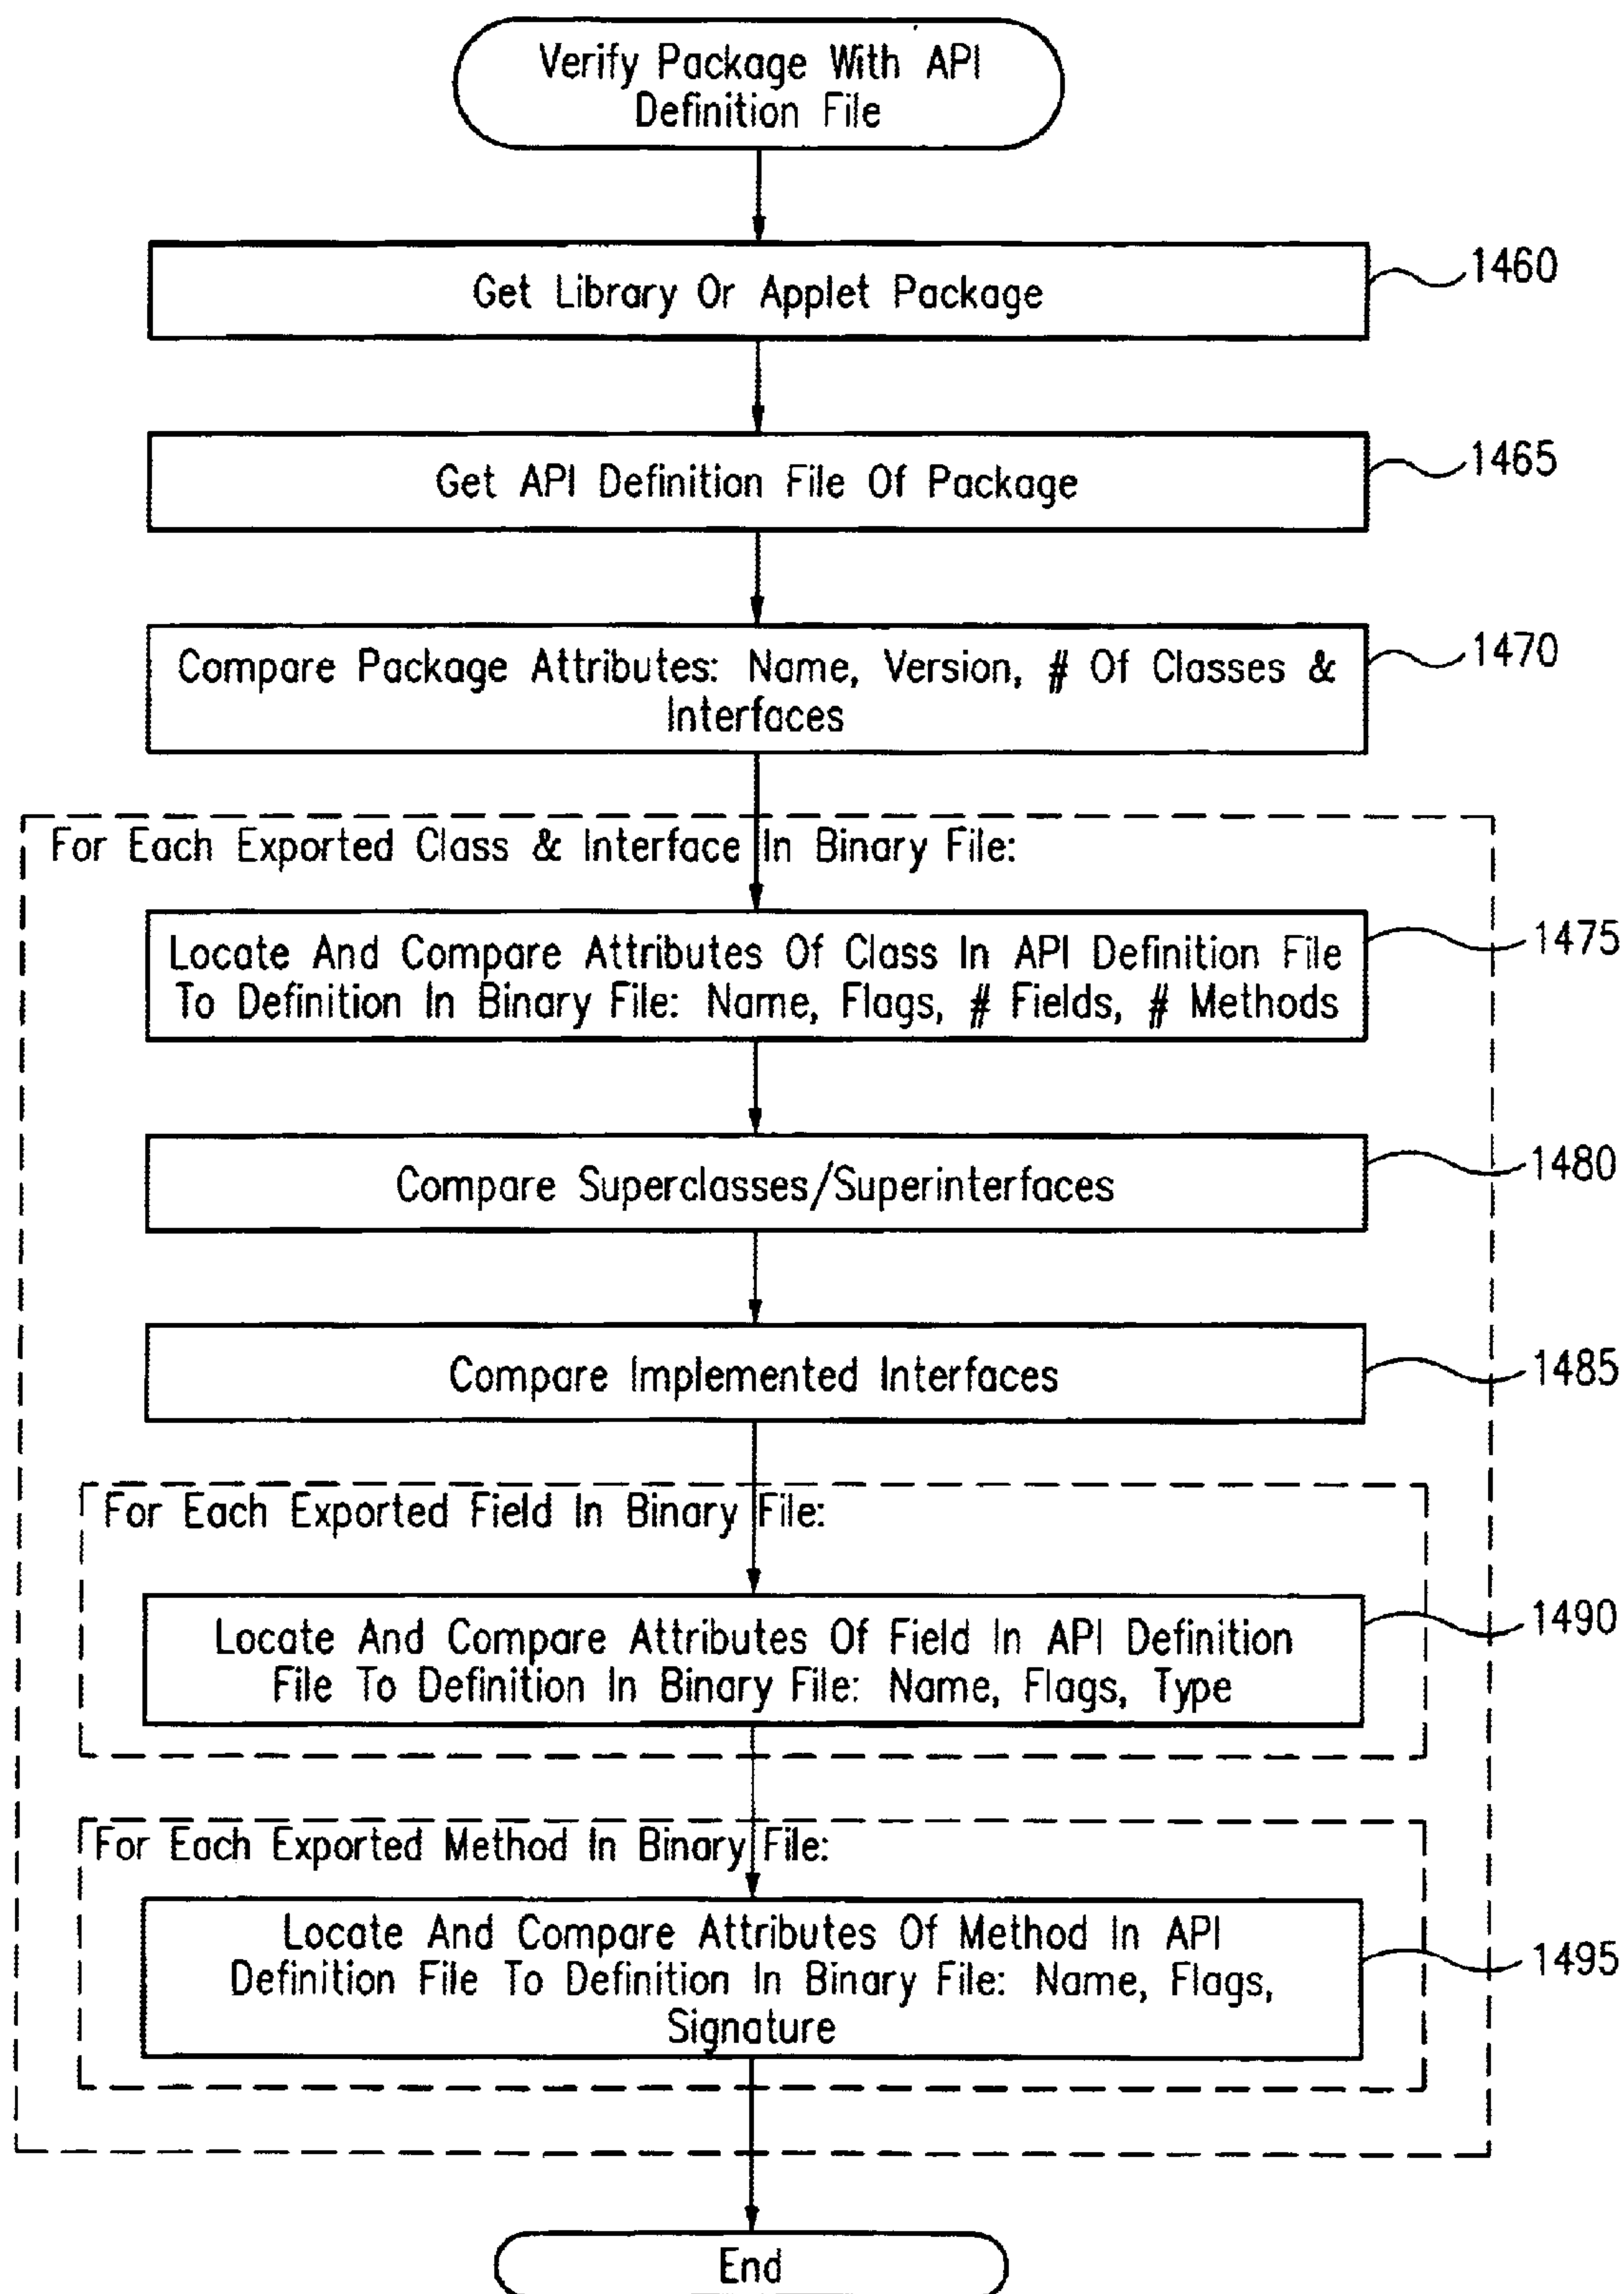 Verify Package With API
Definition File
Get Library Or Applet Package
1460
Get API Definition File Of Package
1465
Compare Package Attributes: Name, Version, # Of Classes &
Interfaces
1470
For Each Exported Class & Interface In Binary File:
Locate And Compare Attributes Of Class In API Definition File
To Definition In Binary File: Name, Flags, # Fields, # Methods
1475
Compare Superclasses/Superinterfaces
1480
Compare Implemented Interfaces
1485
For Each Exported Field In Binary File:
Locate And Compare Attributes Of Field In API Definition
File To Definition In Binary File: Name, Flags, Type
1490
For Each Exported Method In Binary File:
Locate And Compare Attributes Of Method In API
Definition File To Definition In Binary File: Name, Flags,
Signature
1495
End